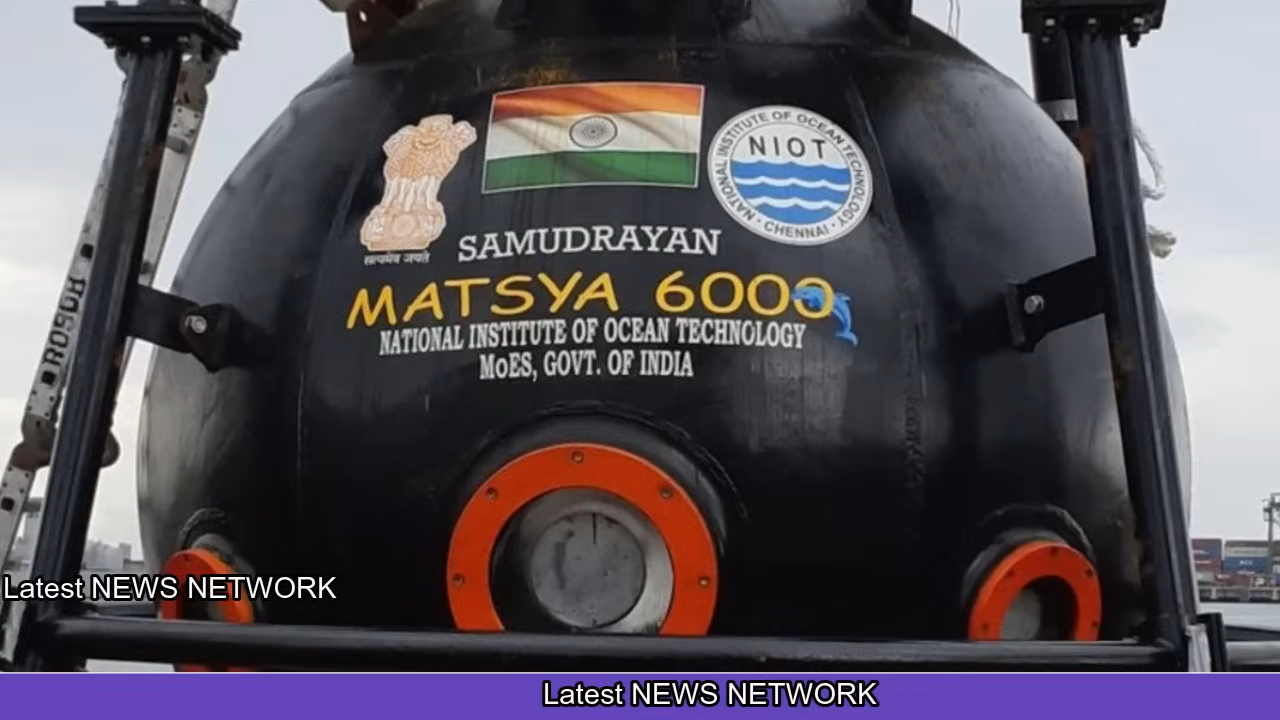 NATIONAL INSTITUTE OF OCEAN TECHNOLOGY
NIOT
· CHENNAI ·
सत्यमेव जयते
SAMUDRAYAN
MATSYA 6000
NATIONAL INSTITUTE OF OCEAN TECHNOLOGY
MoES, GOVT. OF INDIA
Latest NEWS NETWORK
Latest NEWS NETWORK